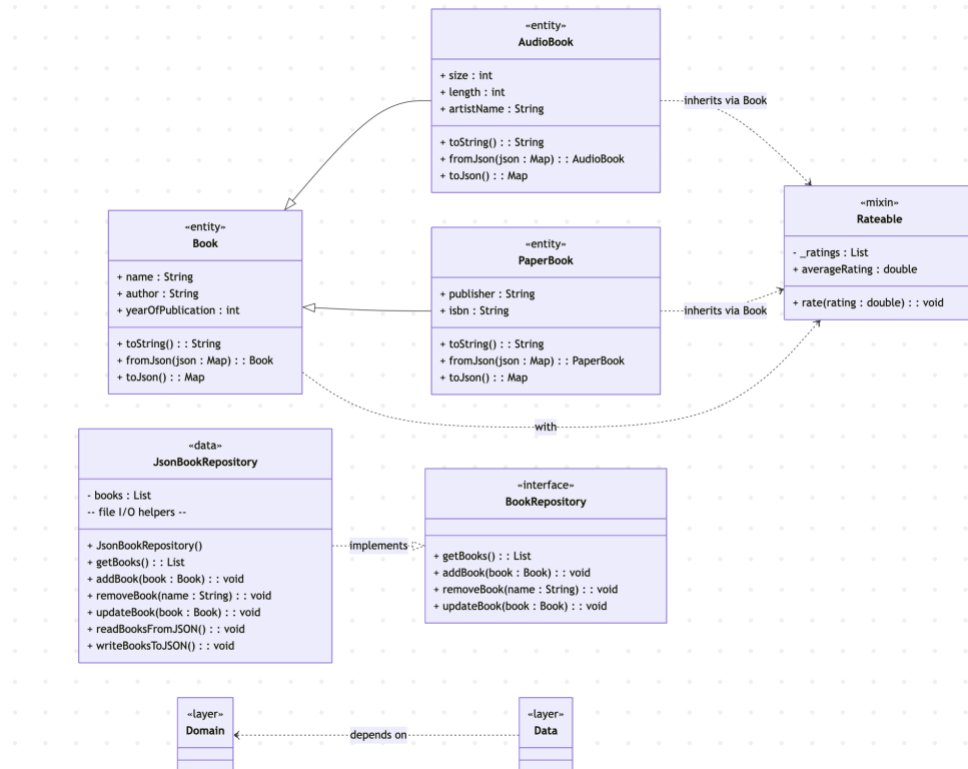 «entity»
AudioBook
+ size : int
+ length : int
+ artistName : String
+ toString() : : String
+ fromJson(json : Map) : : AudioBook
+ toJson() : : Map
inherits via Book
«mixin»
Rateable
- _ratings : List
+ averageRating : double
+ rate(rating : double) : : void
«entity»
Book
+ name : String
+ author : String
+ yearOfPublication : int
+ toString() : : String
+ fromJson(json : Map) : : Book
+ toJson() : : Map
«entity»
PaperBook
+ publisher : String
+ isbn : String
+ toString() : : String
+ fromJson(json : Map) : : PaperBook
+ toJson() : : Map
inherits via Book
with
«data»
JsonBookRepository
- books : List
-- file I/O helpers --
+ JsonBookRepository()
+ getBooks() : : List
+ addBook(book : Book) : : void
+ removeBook(name : String) : : void
+ updateBook(book : Book) : : void
+ readBooksFromJSON() : : void
+ writeBooksToJSON() : : void
implements
«interface»
BookRepository
+ getBooks() : : List
+ addBook(book : Book) : : void
+ removeBook(name : String) : : void
+ updateBook(book : Book) : : void
«layer»
Domain
depends on
«layer»
Data